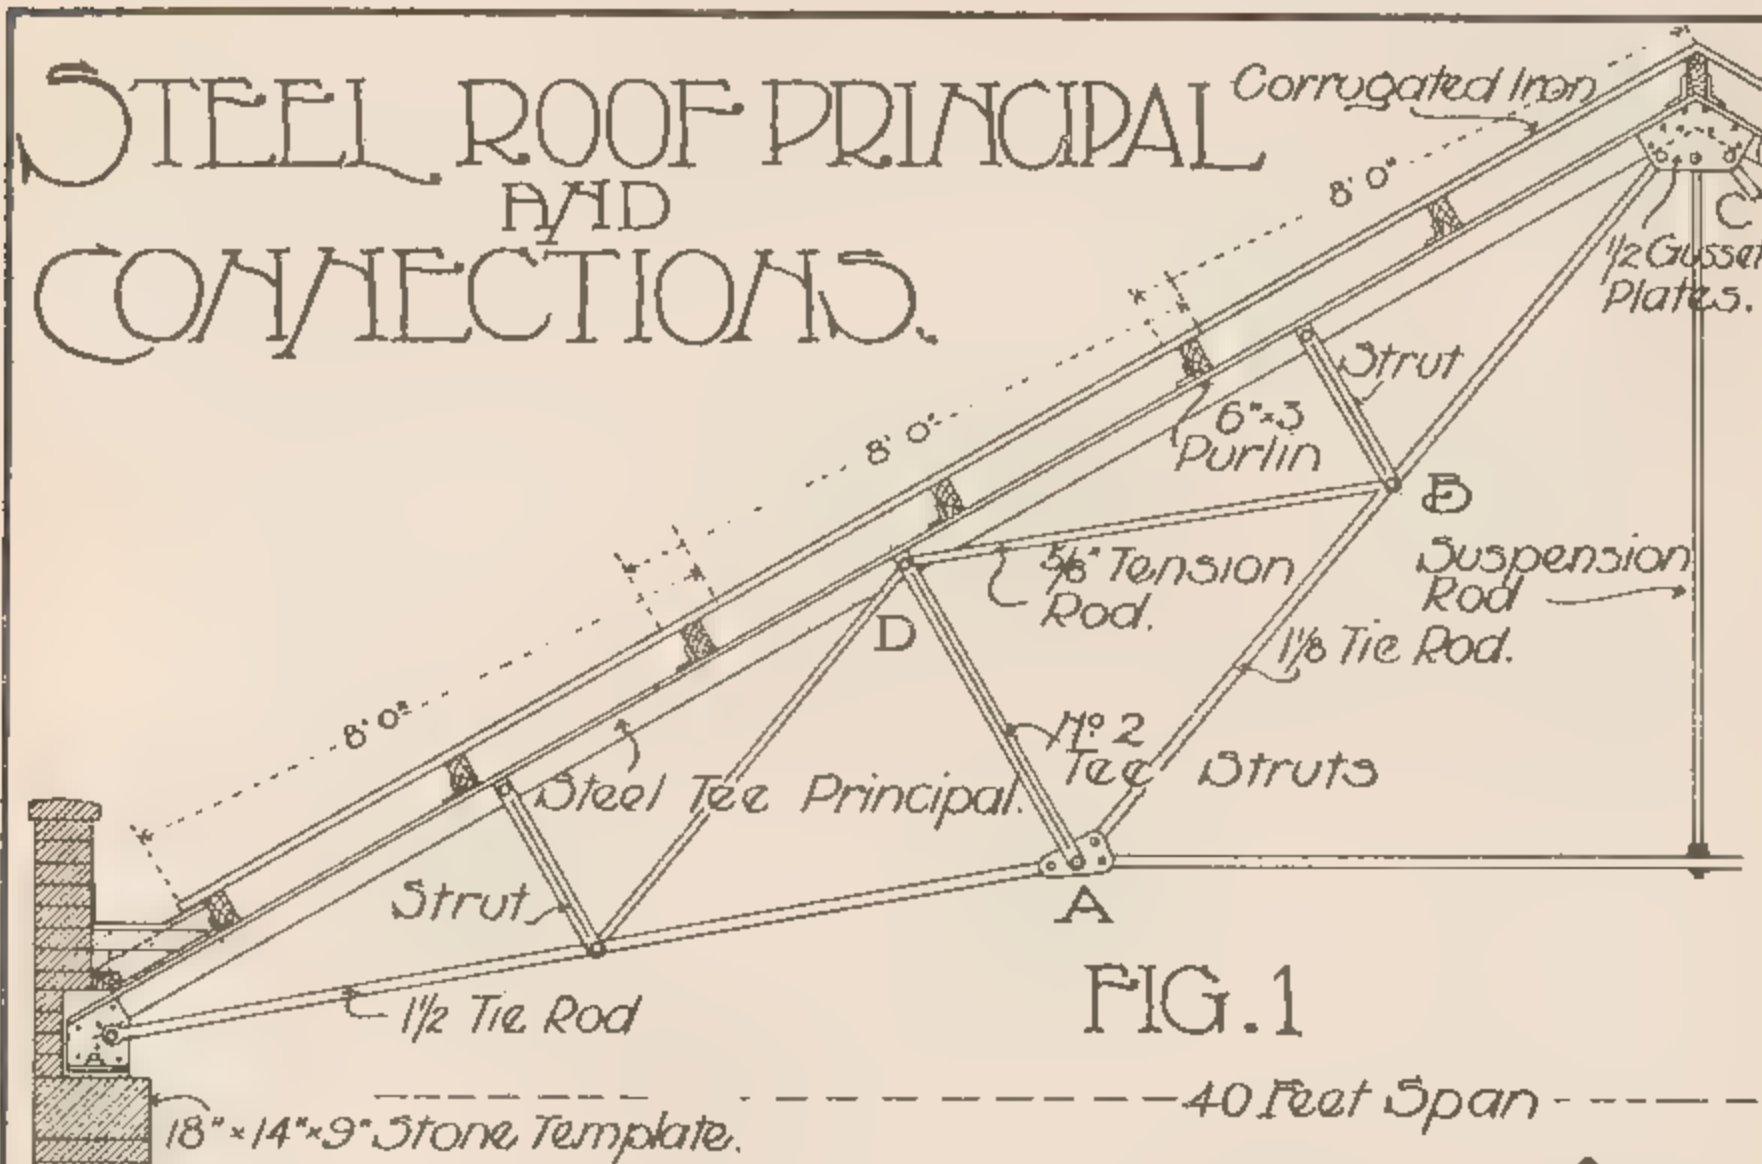 STEEL ROOF PRINCIPAL
AND
CONNECTIONS.
Corrugated Iron
8' 0"
C
1/2 Gusset
Plates.
Strut
8' 0"
6"×3
Purlin
B
5/8" Tension
Rod.
Suspension
Rod
D
1 1/8 Tie Rod.
8' 0"
No 2
Tee Struts
Steel Tee Principal.
Strut
A
1 1/2 Tie Rod
FIG. 1
40 Feet Span
18"×14"×9" Stone Template.